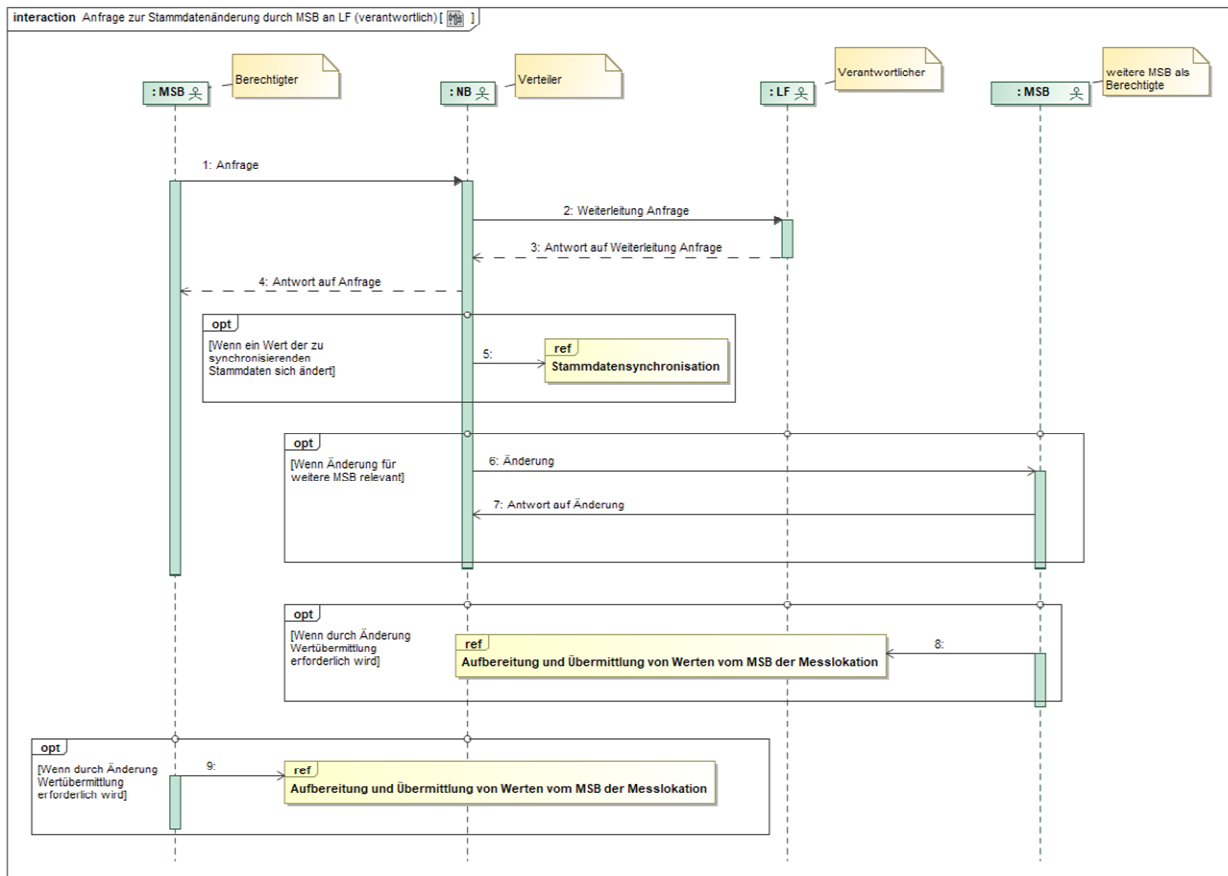 interaction Anfrage zur Stammdatenänderung durch MSB an LF (verantwortlich) [ ]
: MSB
Berechtigter
: NB
Verteiler
: LF
Verantwortlicher
: MSB
weitere MSB als
Berechtigte
1: Anfrage
2: Weiterleitung Anfrage
3: Antwort auf Weiterleitung Anfrage
4: Antwort auf Anfrage
opt
[Wenn ein Wert der zu
synchronisierenden
Stammdaten sich ändert]
5:
ref
Stammdatensynchronisation
opt
[Wenn Änderung für
weitere MSB relevant]
6: Änderung
7: Antwort auf Änderung
opt
[Wenn durch Änderung
Wertübermittlung
erforderlich wird]
ref
Aufbereitung und Übermittlung von Werten vom MSB der Messlokation
8:
opt
[Wenn durch Änderung
Wertübermittlung
erforderlich wird]
9:
ref
Aufbereitung und Übermittlung von Werten vom MSB der Messlokation